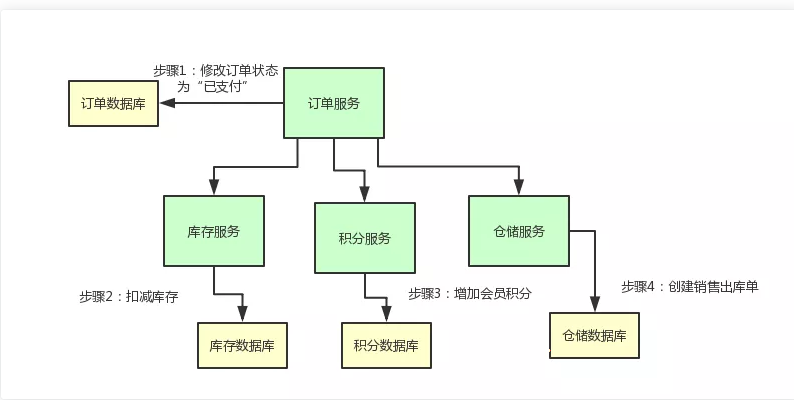 步骤1：修改订单状态
为“已支付”
订单数据库
订单服务
库存服务
积分服务
仓储服务
步骤2：扣减库存
步骤3：增加会员积分
步骤4：创建销售出库单
库存数据库
积分数据库
仓储数据库